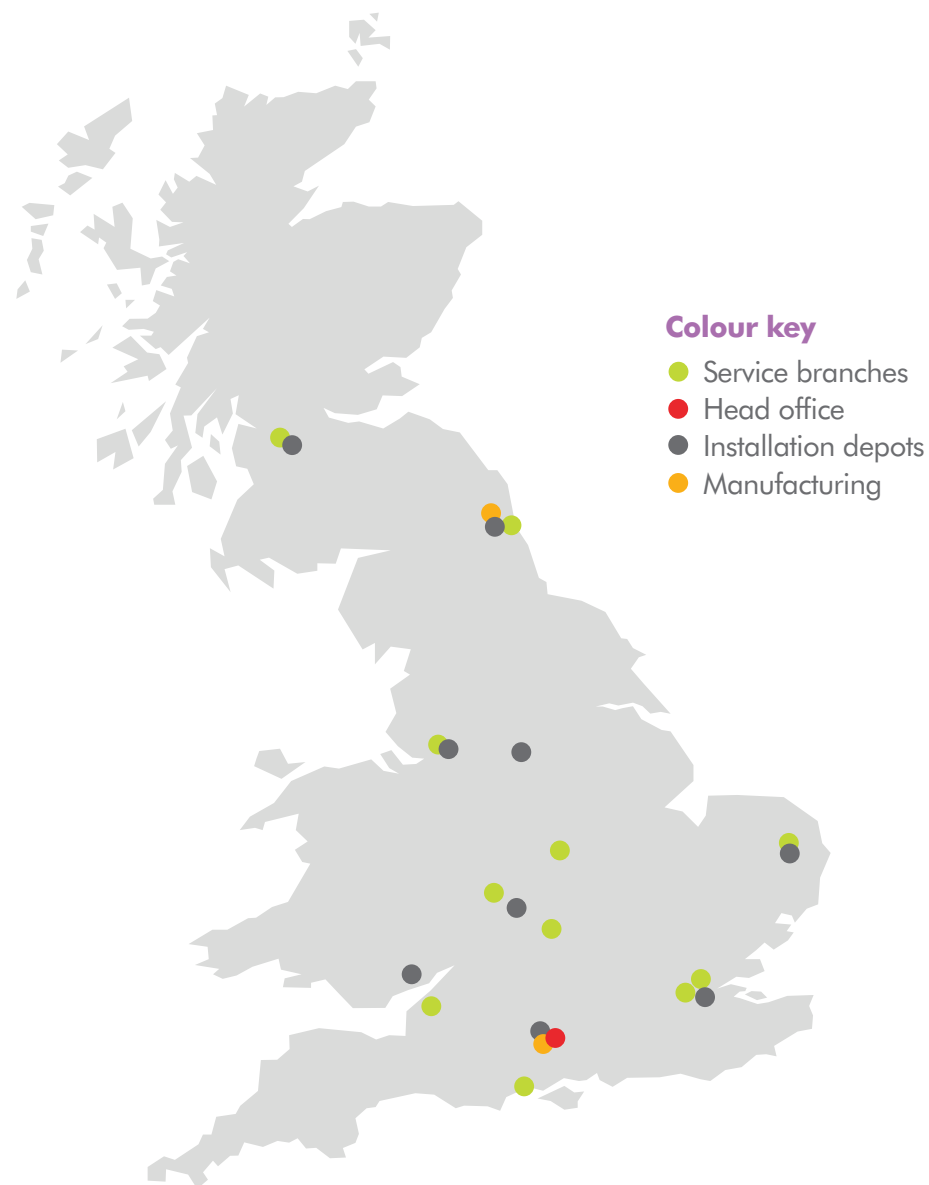 Colour key
Service branches
Head office
Installation depots
Manufacturing